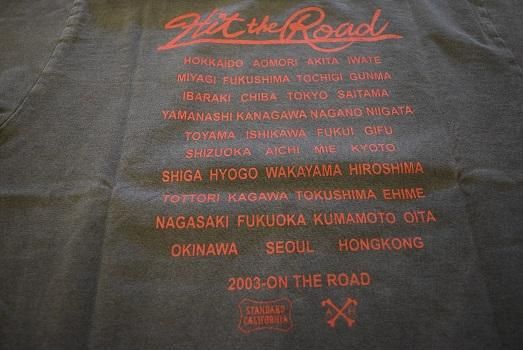 Hit the Road
HOKKAIDO AOMORI AKITA IWATE
MIYAGI FUKUSHIMA TOCHIGI GUNMA
IBARAKI CHIBA TOKYO SAITAMA
YAMANASHI KANAGAWA NAGANO NIIGATA
TOYAMA ISHIKAWA FUKUI GIFU
SHIZUOKA AICHI MIE KYOTO
SHIGA HYOGO WAKAYAMA HIROSHIMA
TOTTORI KAGAWA TOKUSHIMA EHIME
NAGASAKI FUKUOKA KUMAMOTO OITA
OKINAWA SEOUL HONGKONG
2003-ON THE ROAD
STANDARD
CALIFORNIA
A H